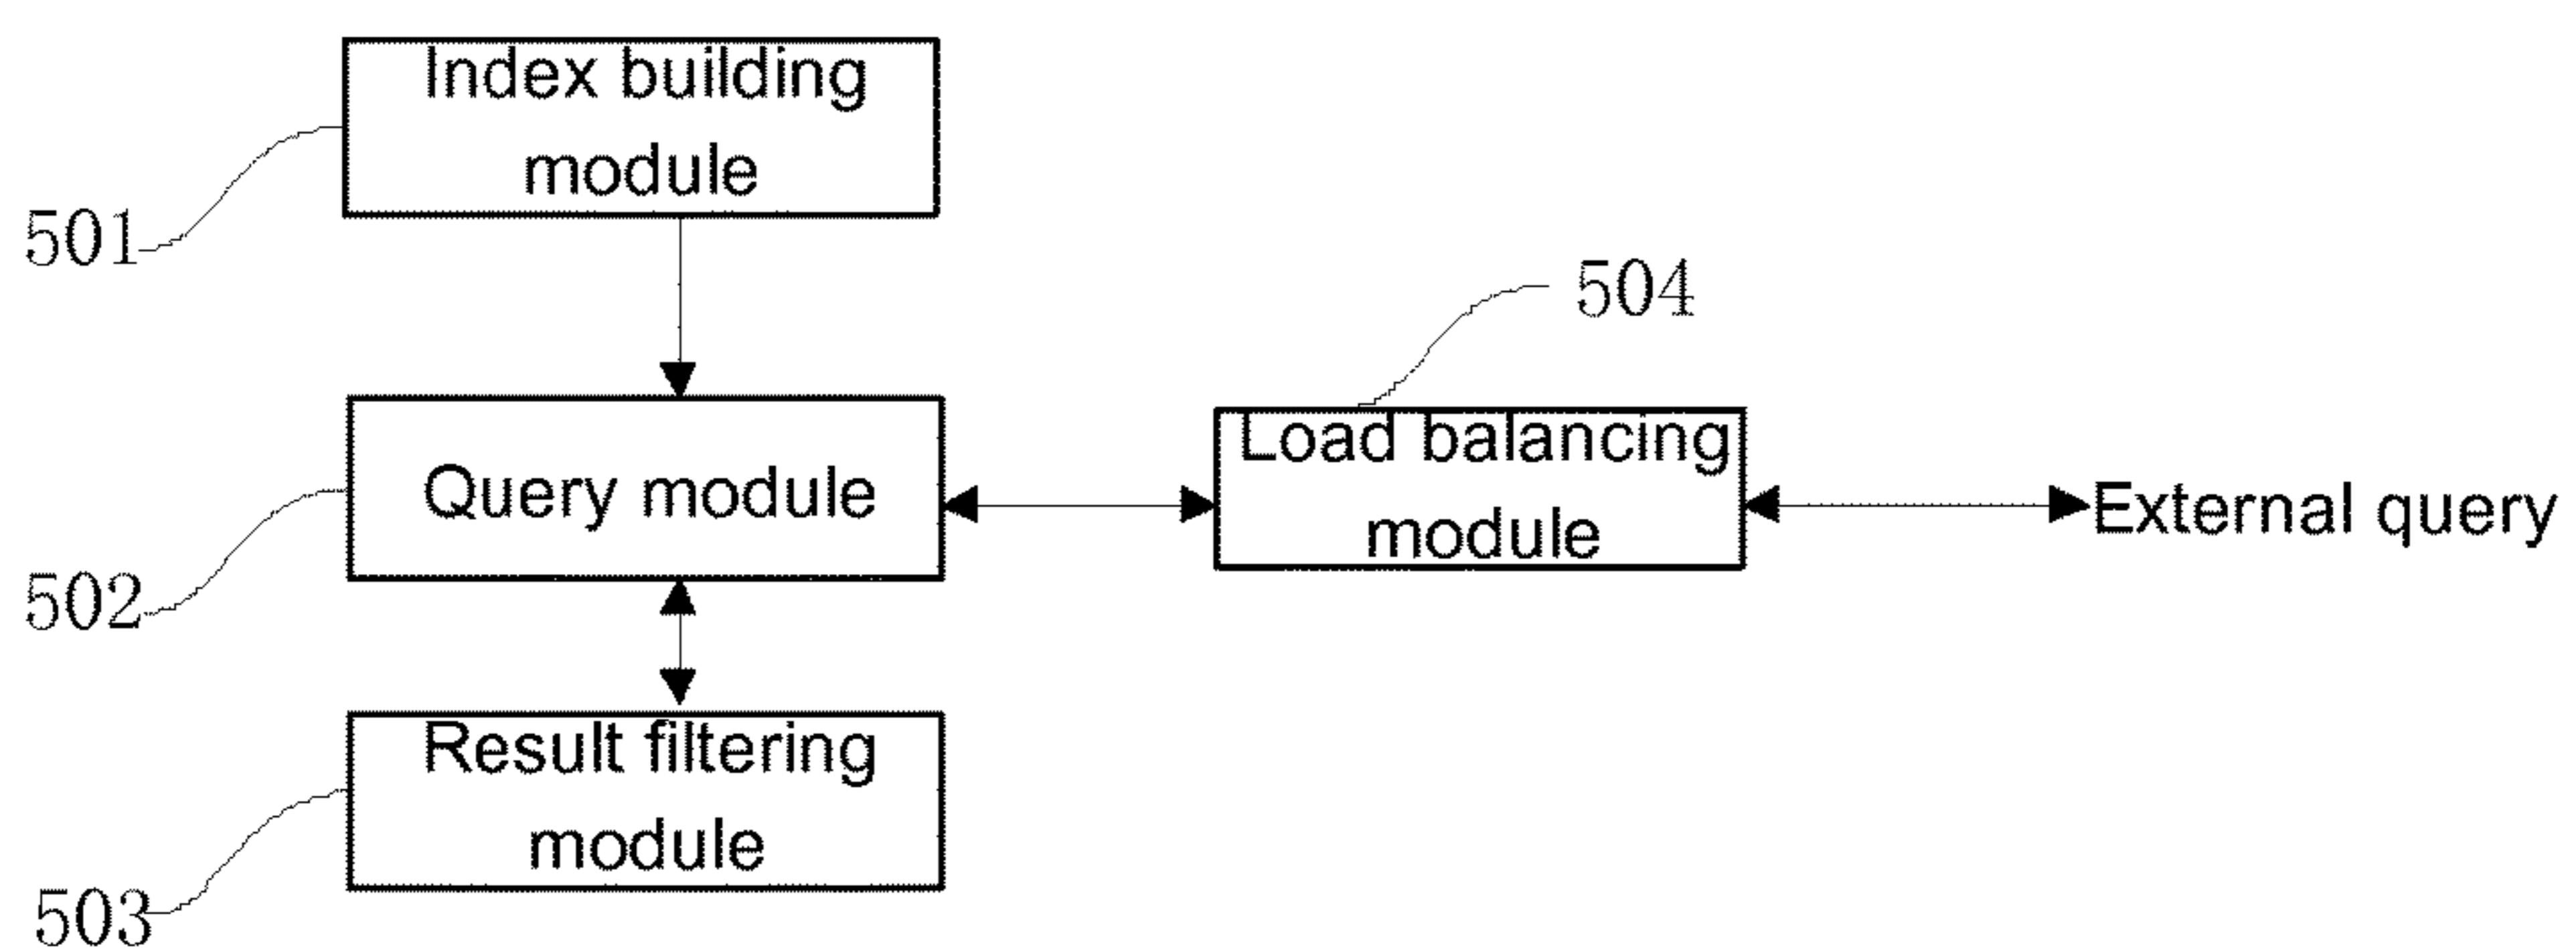 Index building
module
501
504
Load balancing
module
Query module
External query
502
Result filtering
module
503